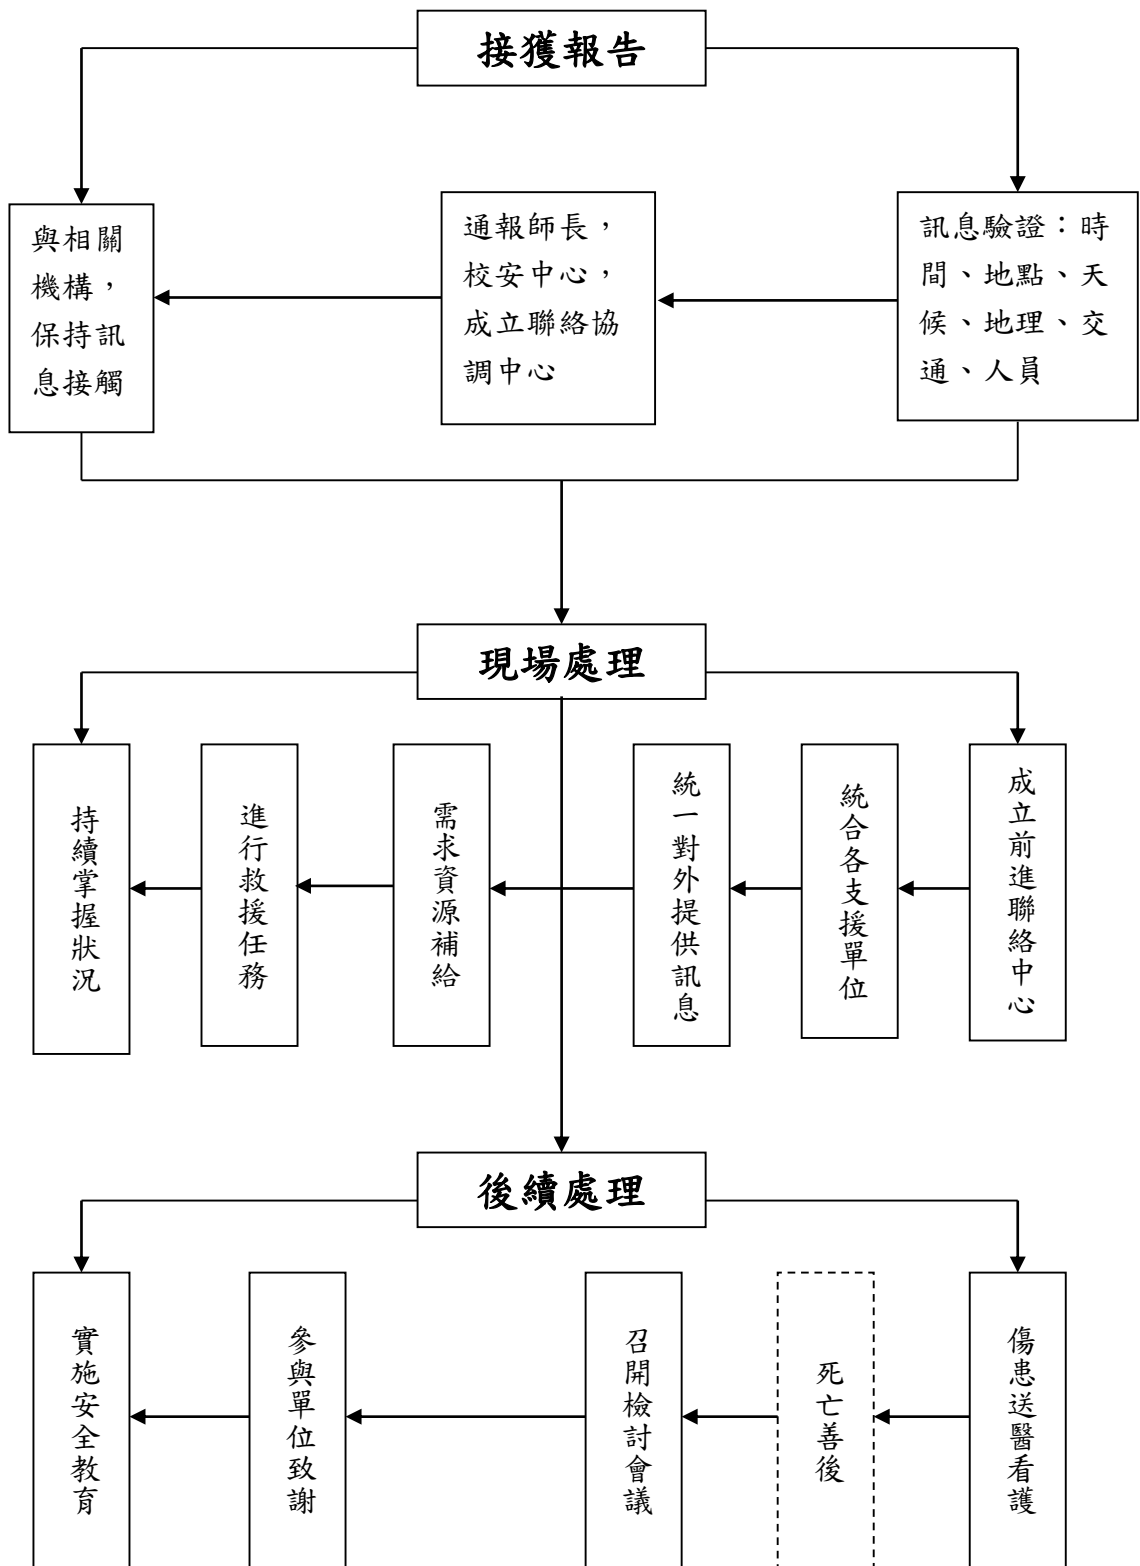 接獲報告
與相關
機構，
保持訊
息接觸
通報師長，
校安中心，
成立聯絡協
調中心
訊息驗證：時
間、地點、天
候、地理、交
通、人員
現場處理
持續掌握狀況
進行救援任務
需求資源補給
統一對外提供訊息
統合各支援單位
成立前進聯絡中心
後續處理
實施安全教育
參與單位致謝
召開檢討會議
死亡善後
傷患送醫看護